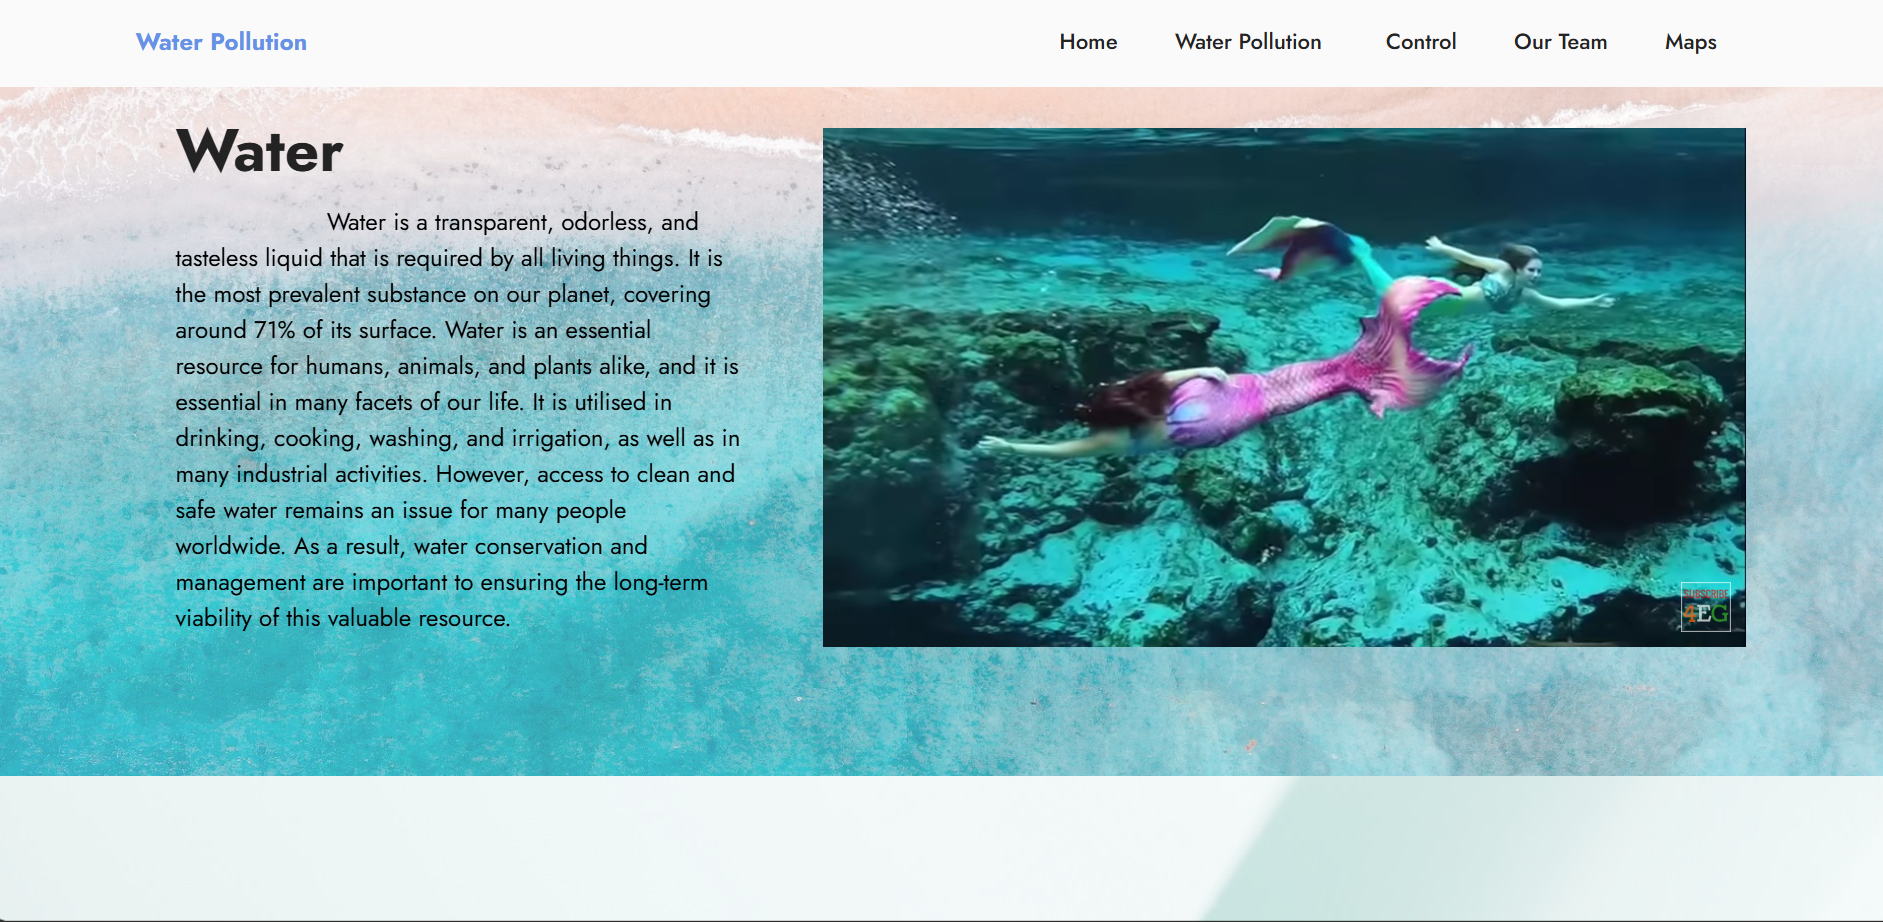 Water Pollution
Home
Water Pollution
Control
Our Team
Maps
Water
Water is a transparent, odorless, and
tasteless liquid that is required by all living things. It is
the most prevalent substance on our planet, covering
around 71% of its surface. Water is an essential
resource for humans, animals, and plants alike, and it is
essential in many facets of our life. It is utilised in
drinking, cooking, washing, and irrigation, as well as in
many industrial activities. However, access to clean and
safe water remains an issue for many people
worldwide. As a result, water conservation and
management are important to ensuring the long-term
viability of this valuable resource.
SUBSCRIBE
4EG